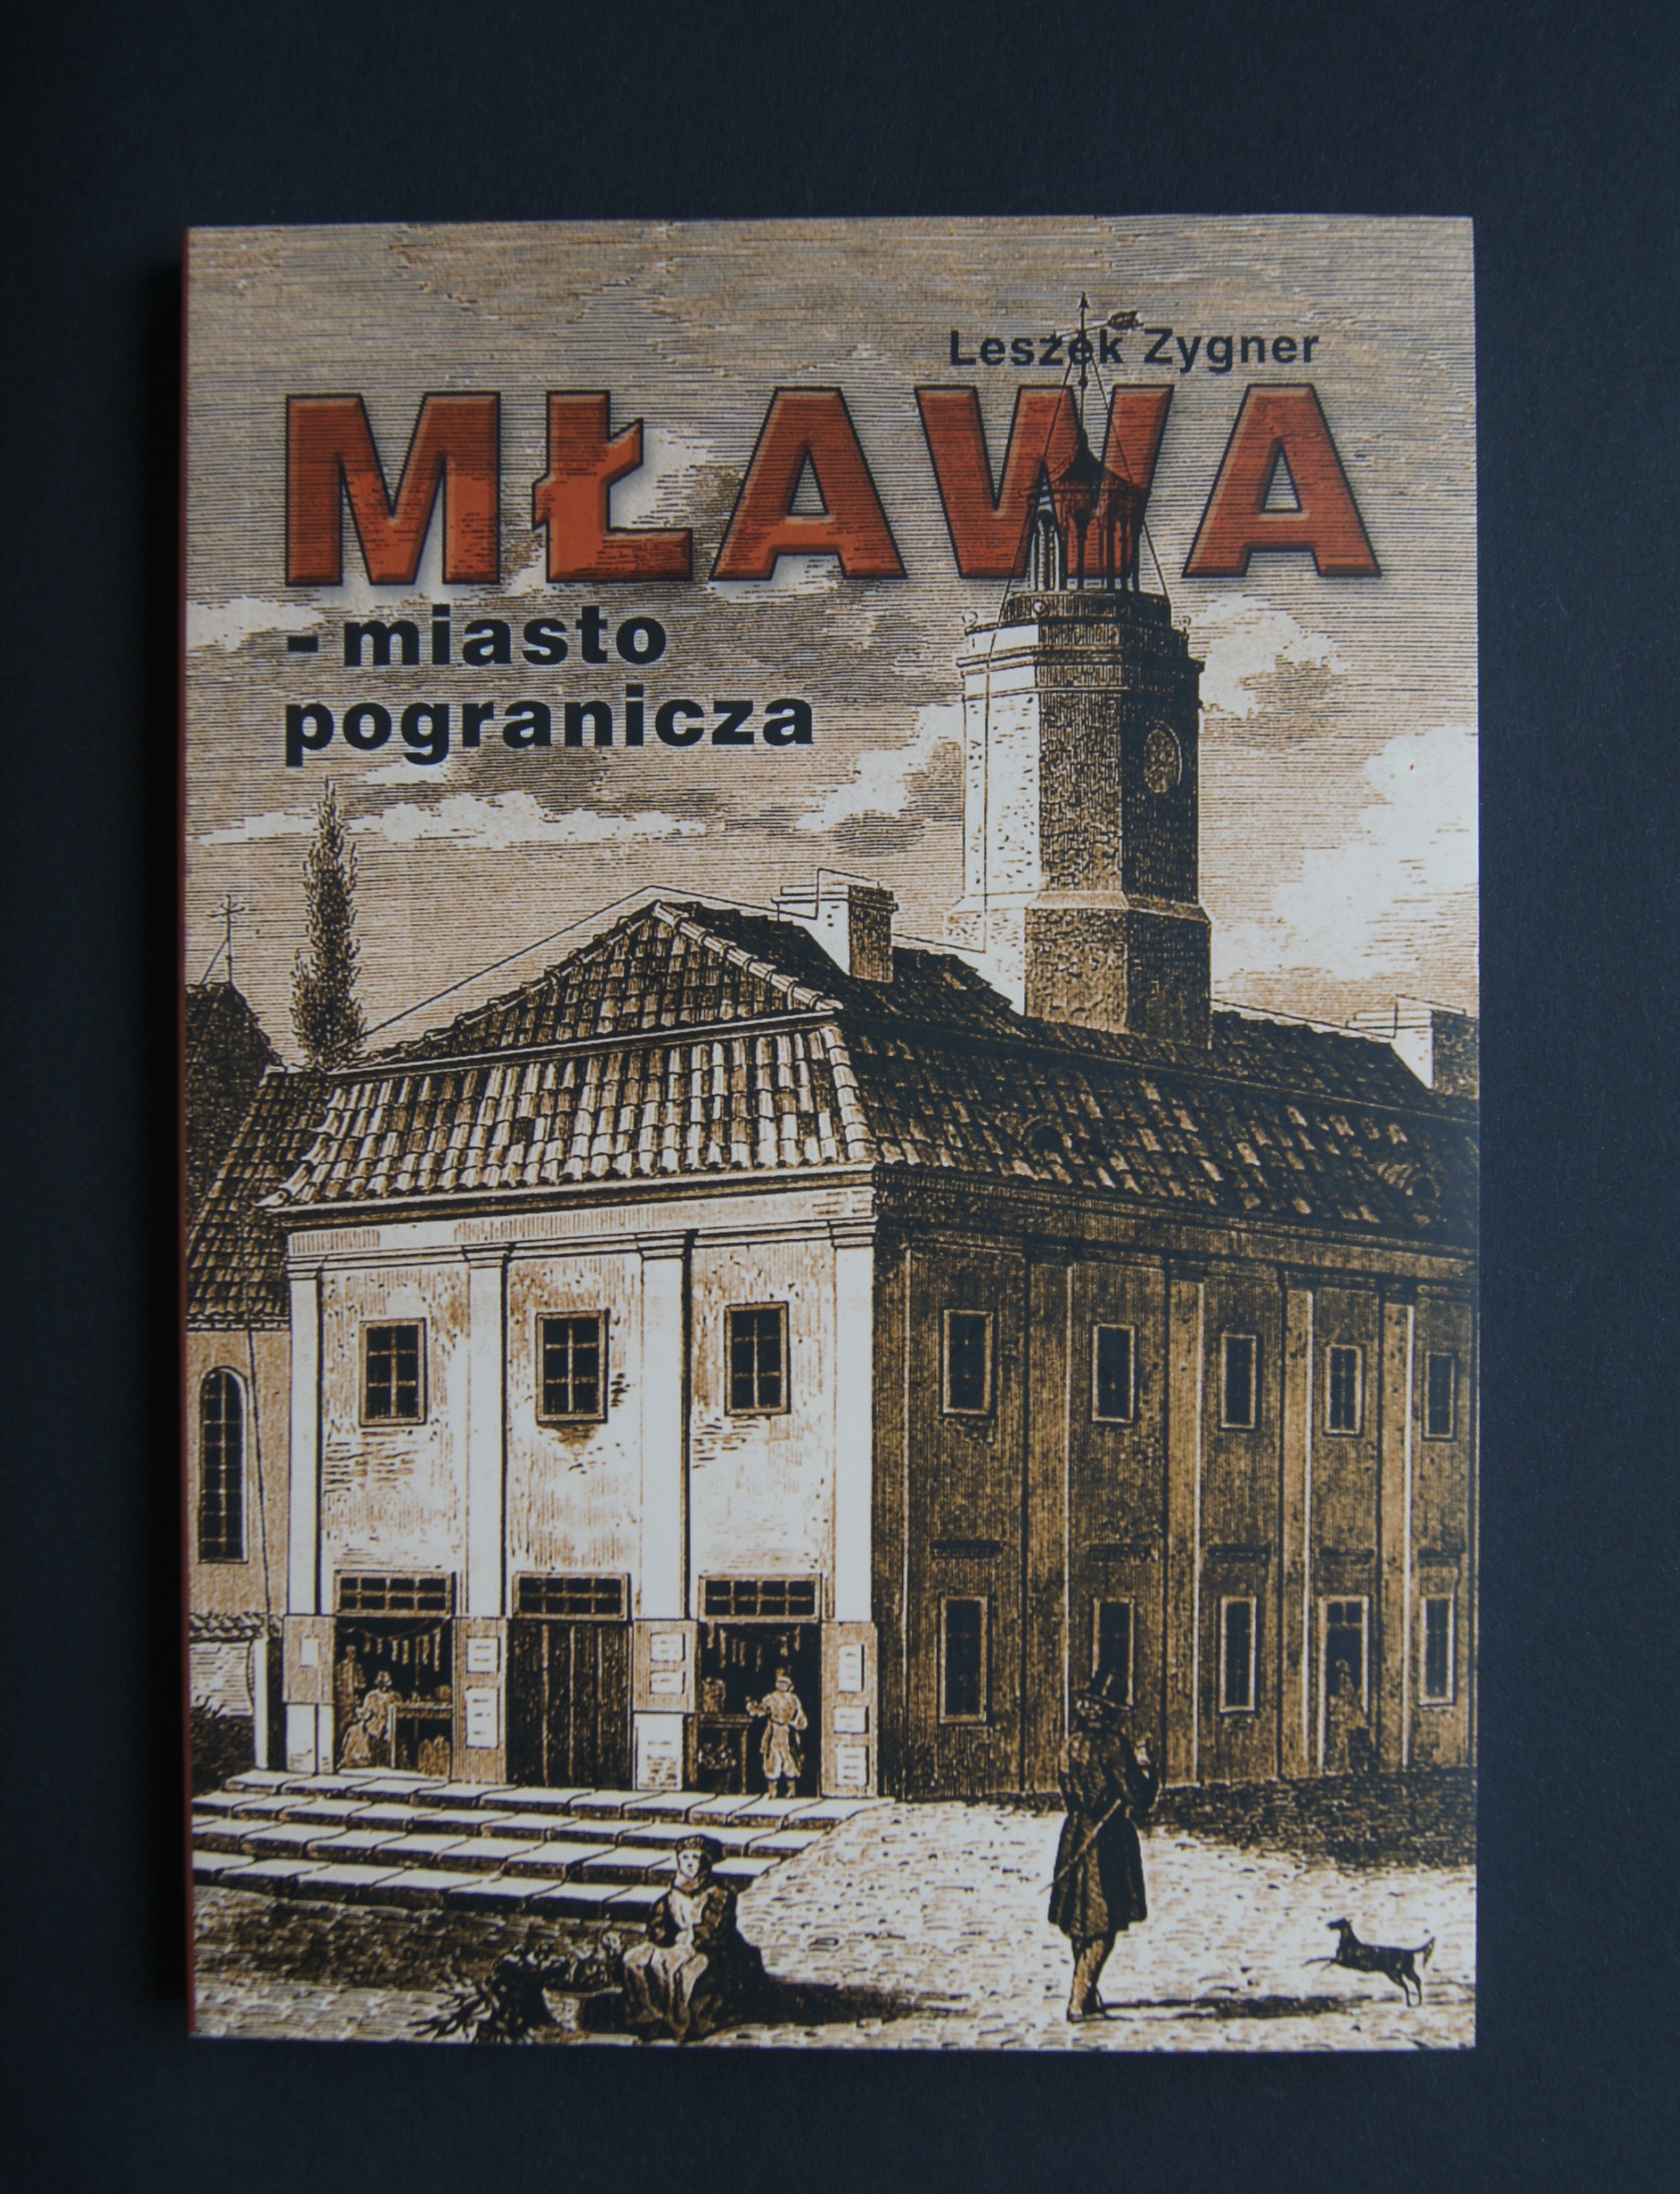 Leszek Zygner
MŁAWA
- miasto
pogranicza